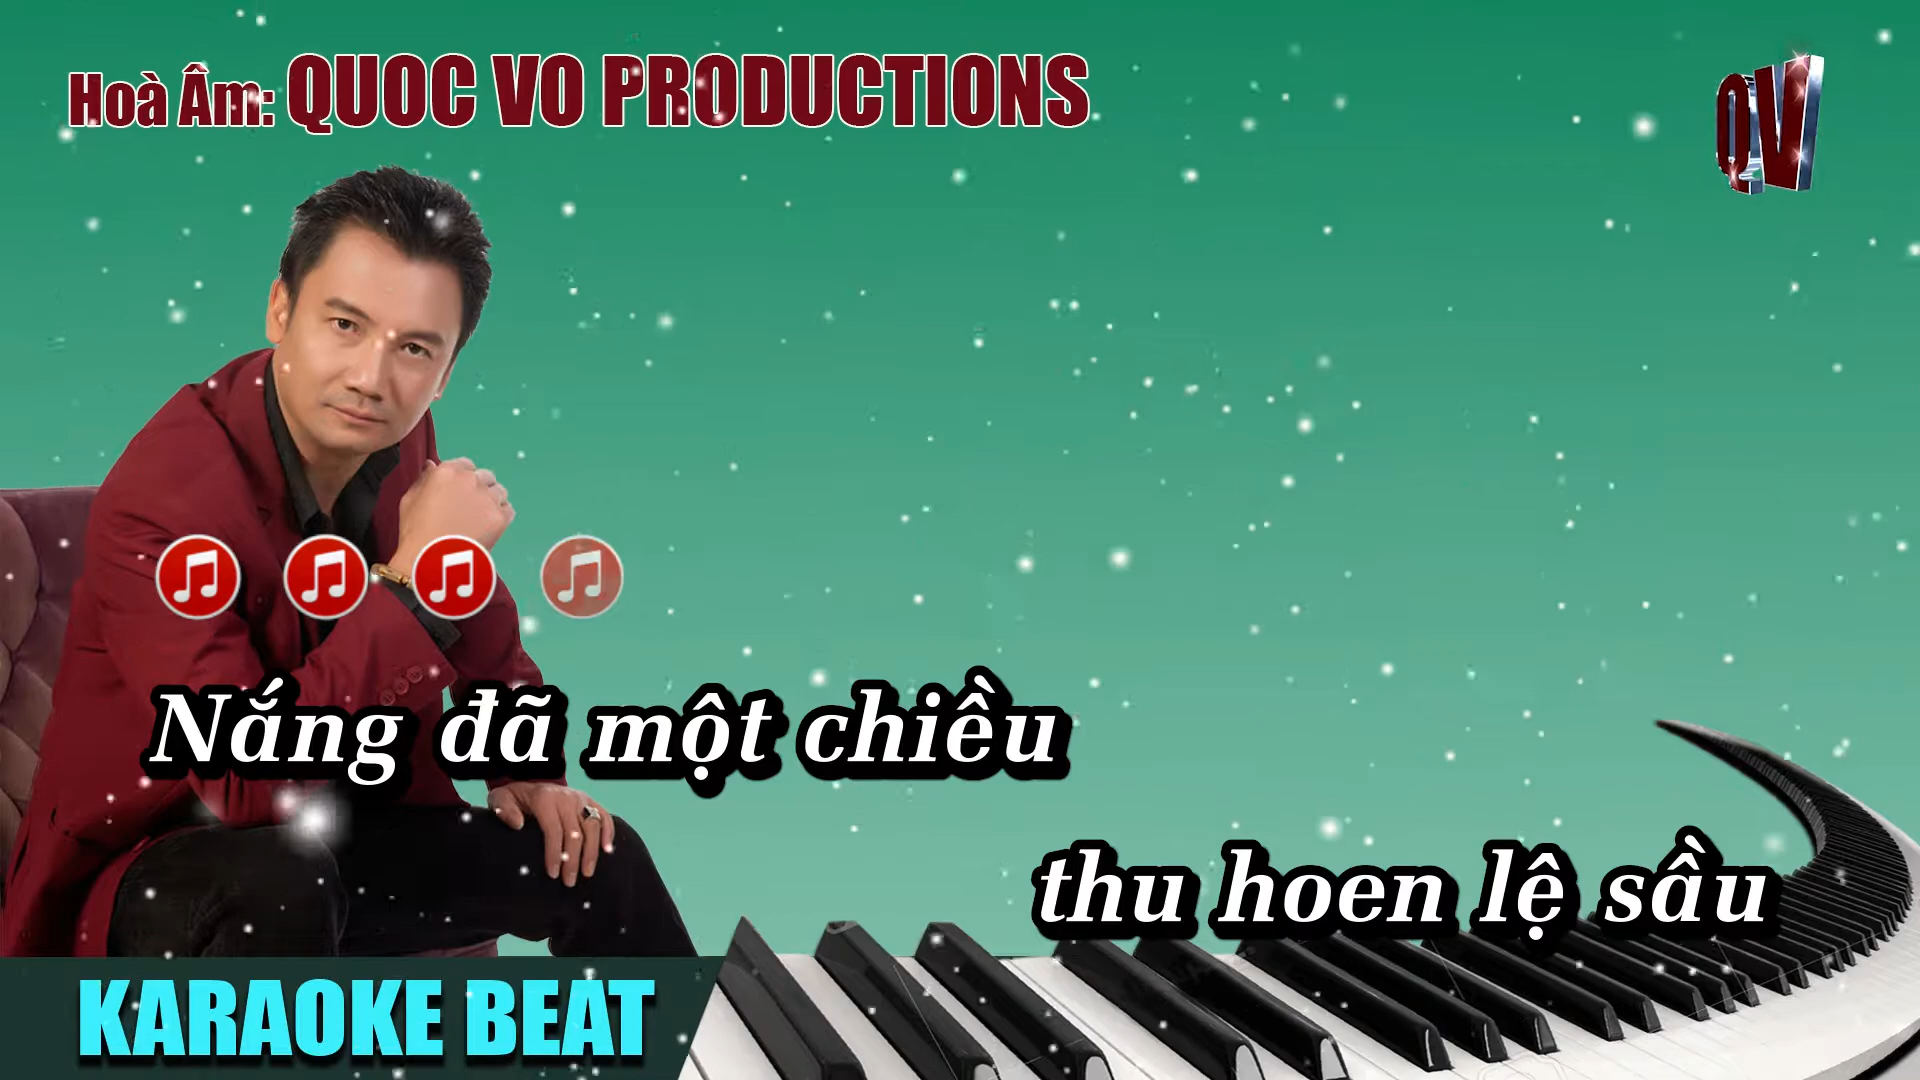 Hoà Âm: QUOC VO PRODUCTIONS
QV
Nắng đã một chiều
thu hoen lệ sầu
KARAOKE BEAT